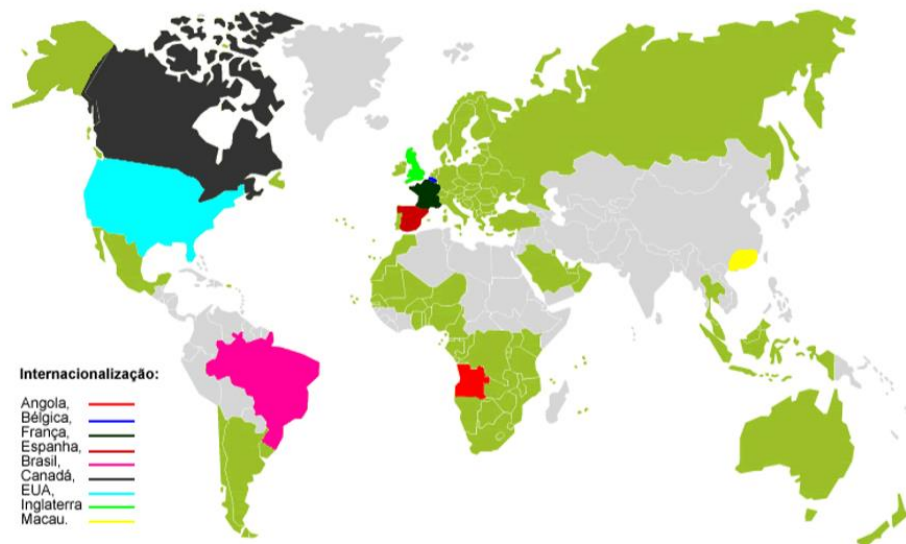 Internacionalização:
Angola,
Bélgica,
França,
Espanha,
Brasil,
Canadá,
EUA,
Inglaterra
Macau.